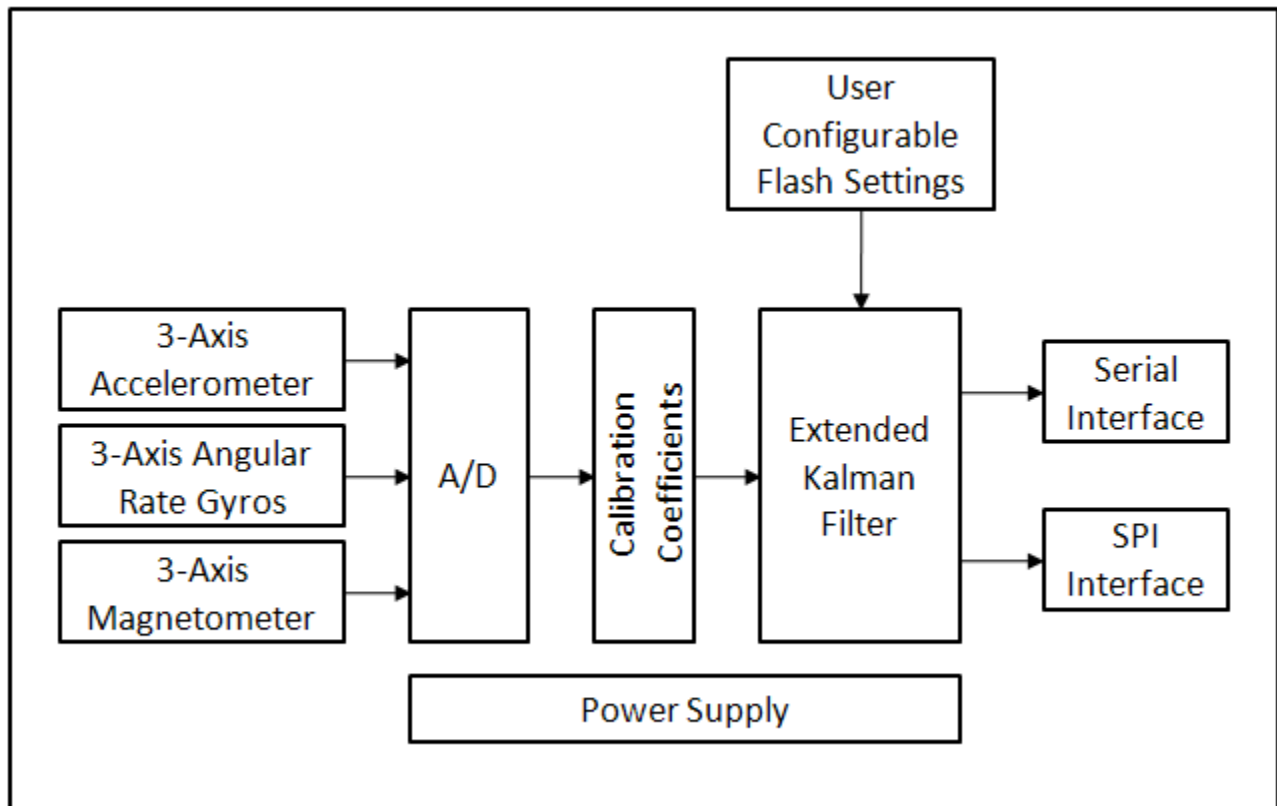 User
Configurable
Flash Settings
3-Axis
Accelerometer
3-Axis Angular
Rate Gyros
3-Axis
Magnetometer
A/D
Calibration
Coefficients
Extended
Kalman
Filter
Serial
Interface
SPI
Interface
Power Supply